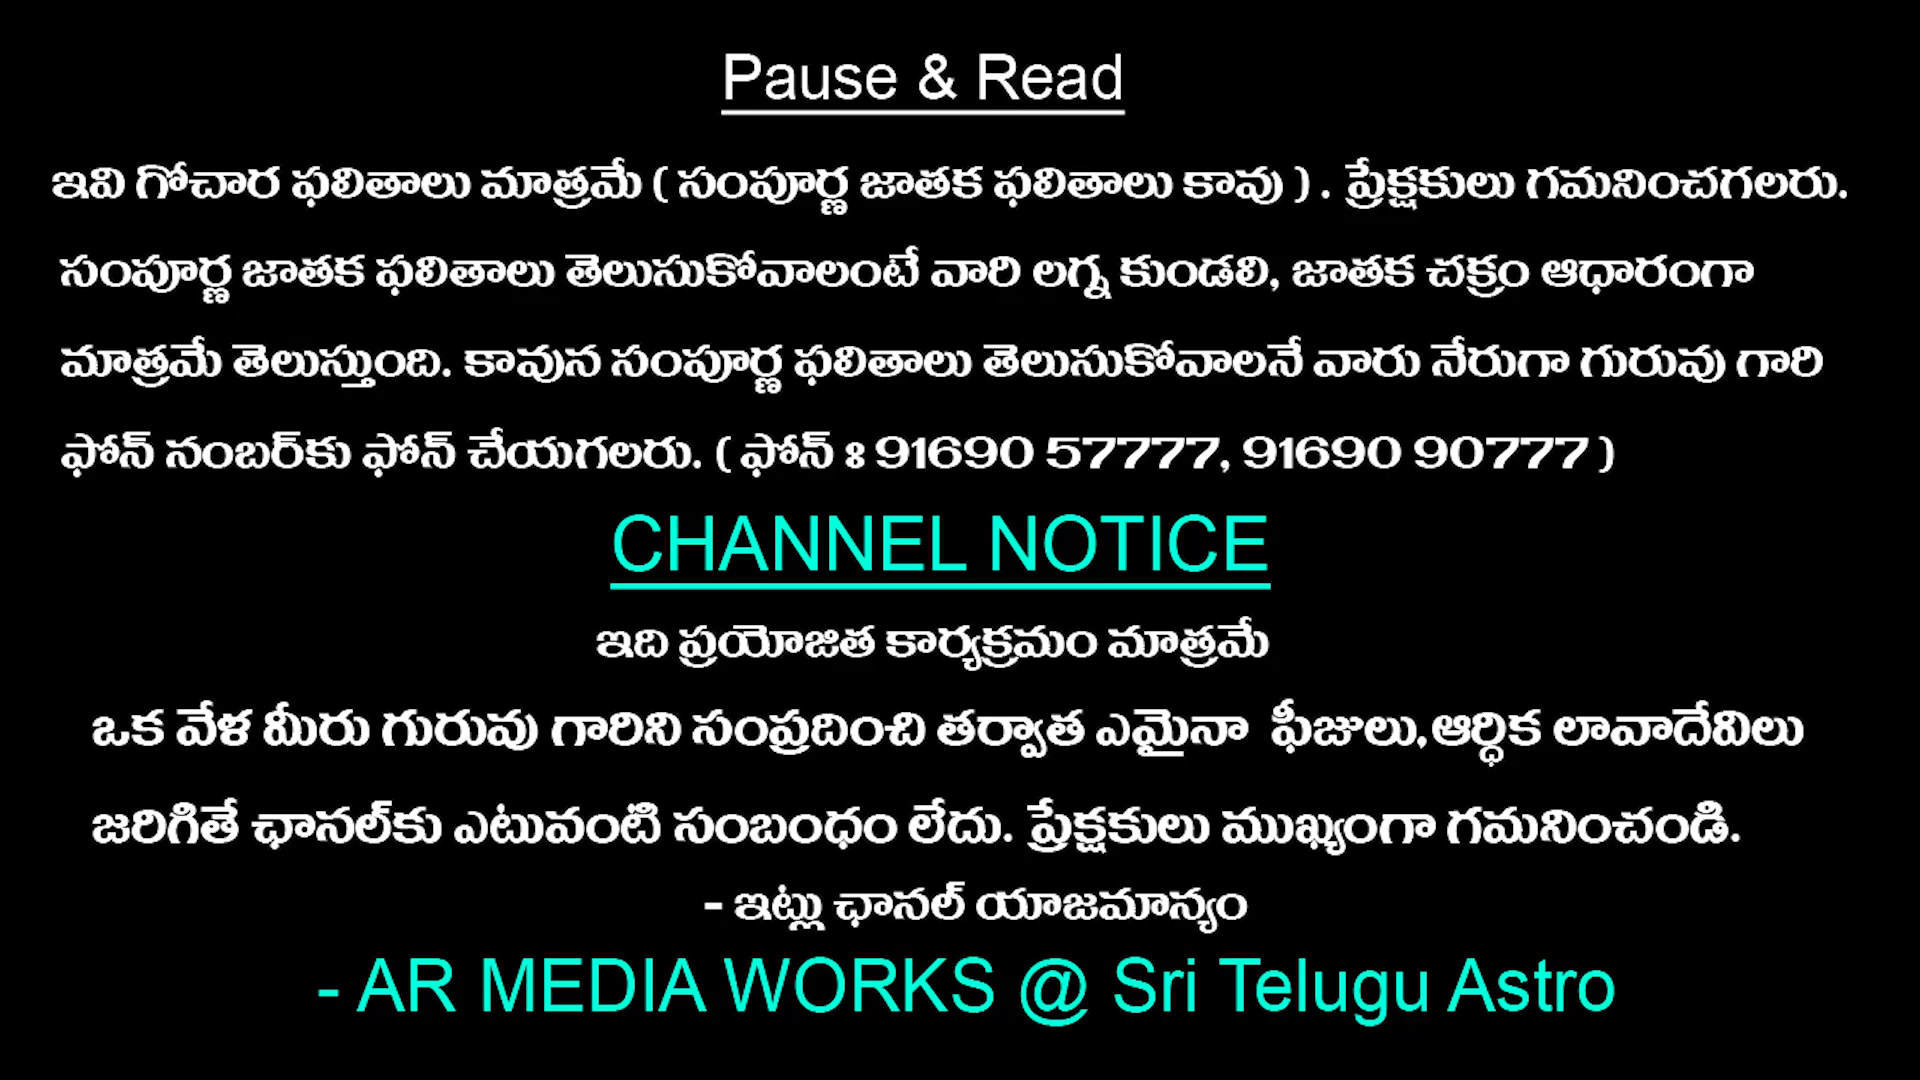 Pause & Read
ఇవి గోచార ఫలితాలు మాత్రమే ( సంపూర్ణ జాతక ఫలితాలు కావు ) . ప్రేక్షకులు గమనించగలరు.
సంపూర్ణ జాతక ఫలితాలు తెలుసుకోవాలంటే వారి లగ్న కుండలి, జాతక చక్రం ఆధారంగా
మాత్రమే తెలుస్తుంది. కావున సంపూర్ణ ఫలితాలు తెలుసుకోవాలనే వారు నేరుగా గురువు గారి
ఫోన్ నంబర్‌కు ఫోన్ చేయగలరు. ( ఫోన్ ః 91690 57777, 91690 90777 )
CHANNEL NOTICE
ఇది ప్రయోజిత కార్యక్రమం మాత్రమే
ఒక వేళ మీరు గురువు గారిని సంప్రదించి తర్వాత ఎమైనా ఫీజులు,ఆర్ధిక లావాదేవిలు
జరిగితే ఛానల్‌కు ఎటువంటి సంబంధం లేదు. ప్రేక్షకులు ముఖ్యంగా గమనించండి.
- ఇట్లు ఛానల్ యాజమాన్యం
- AR MEDIA WORKS @ Sri Telugu Astro